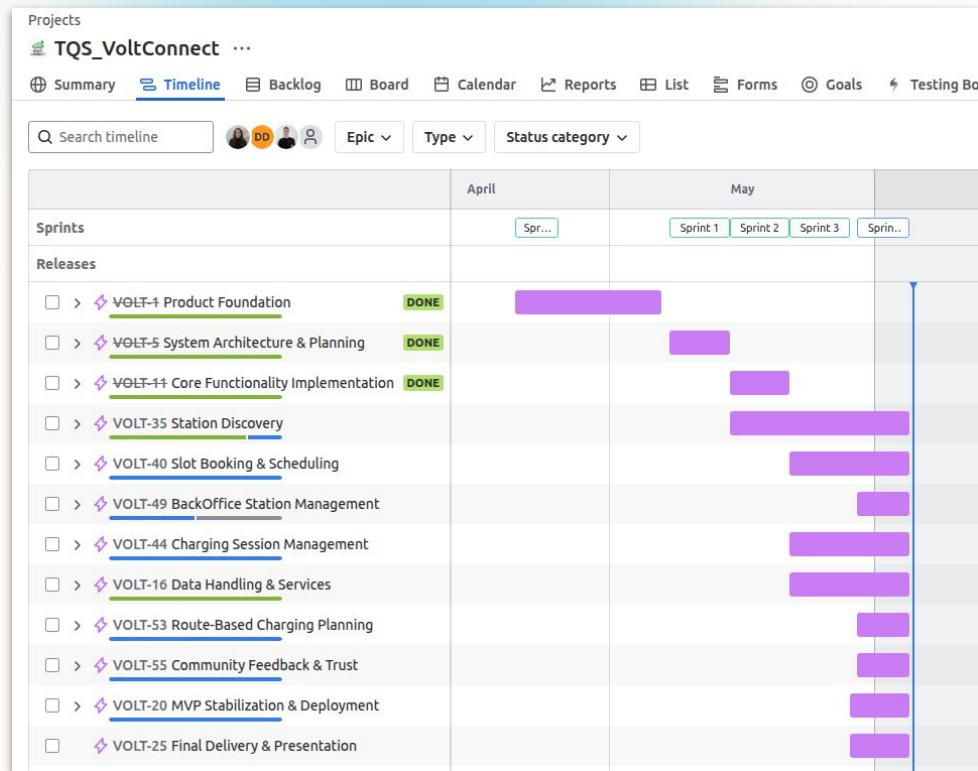 Projects
TQS_VoltConnect ...
Summary Timeline Backlog Board Calendar Reports List Forms Goals Testing Bo
Search timeline DD Epic Type Status category
April May
Sprints Spr... Sprint 1 Sprint 2 Sprint 3 Sprin..
Releases
VOLT-1 Product Foundation DONE
VOLT-5 System Architecture & Planning DONE
VOLT-11 Core Functionality Implementation DONE
VOLT-35 Station Discovery
VOLT-40 Slot Booking & Scheduling
VOLT-49 BackOffice Station Management
VOLT-44 Charging Session Management
VOLT-16 Data Handling & Services
VOLT-53 Route-Based Charging Planning
VOLT-55 Community Feedback & Trust
VOLT-20 MVP Stabilization & Deployment
VOLT-25 Final Delivery & Presentation